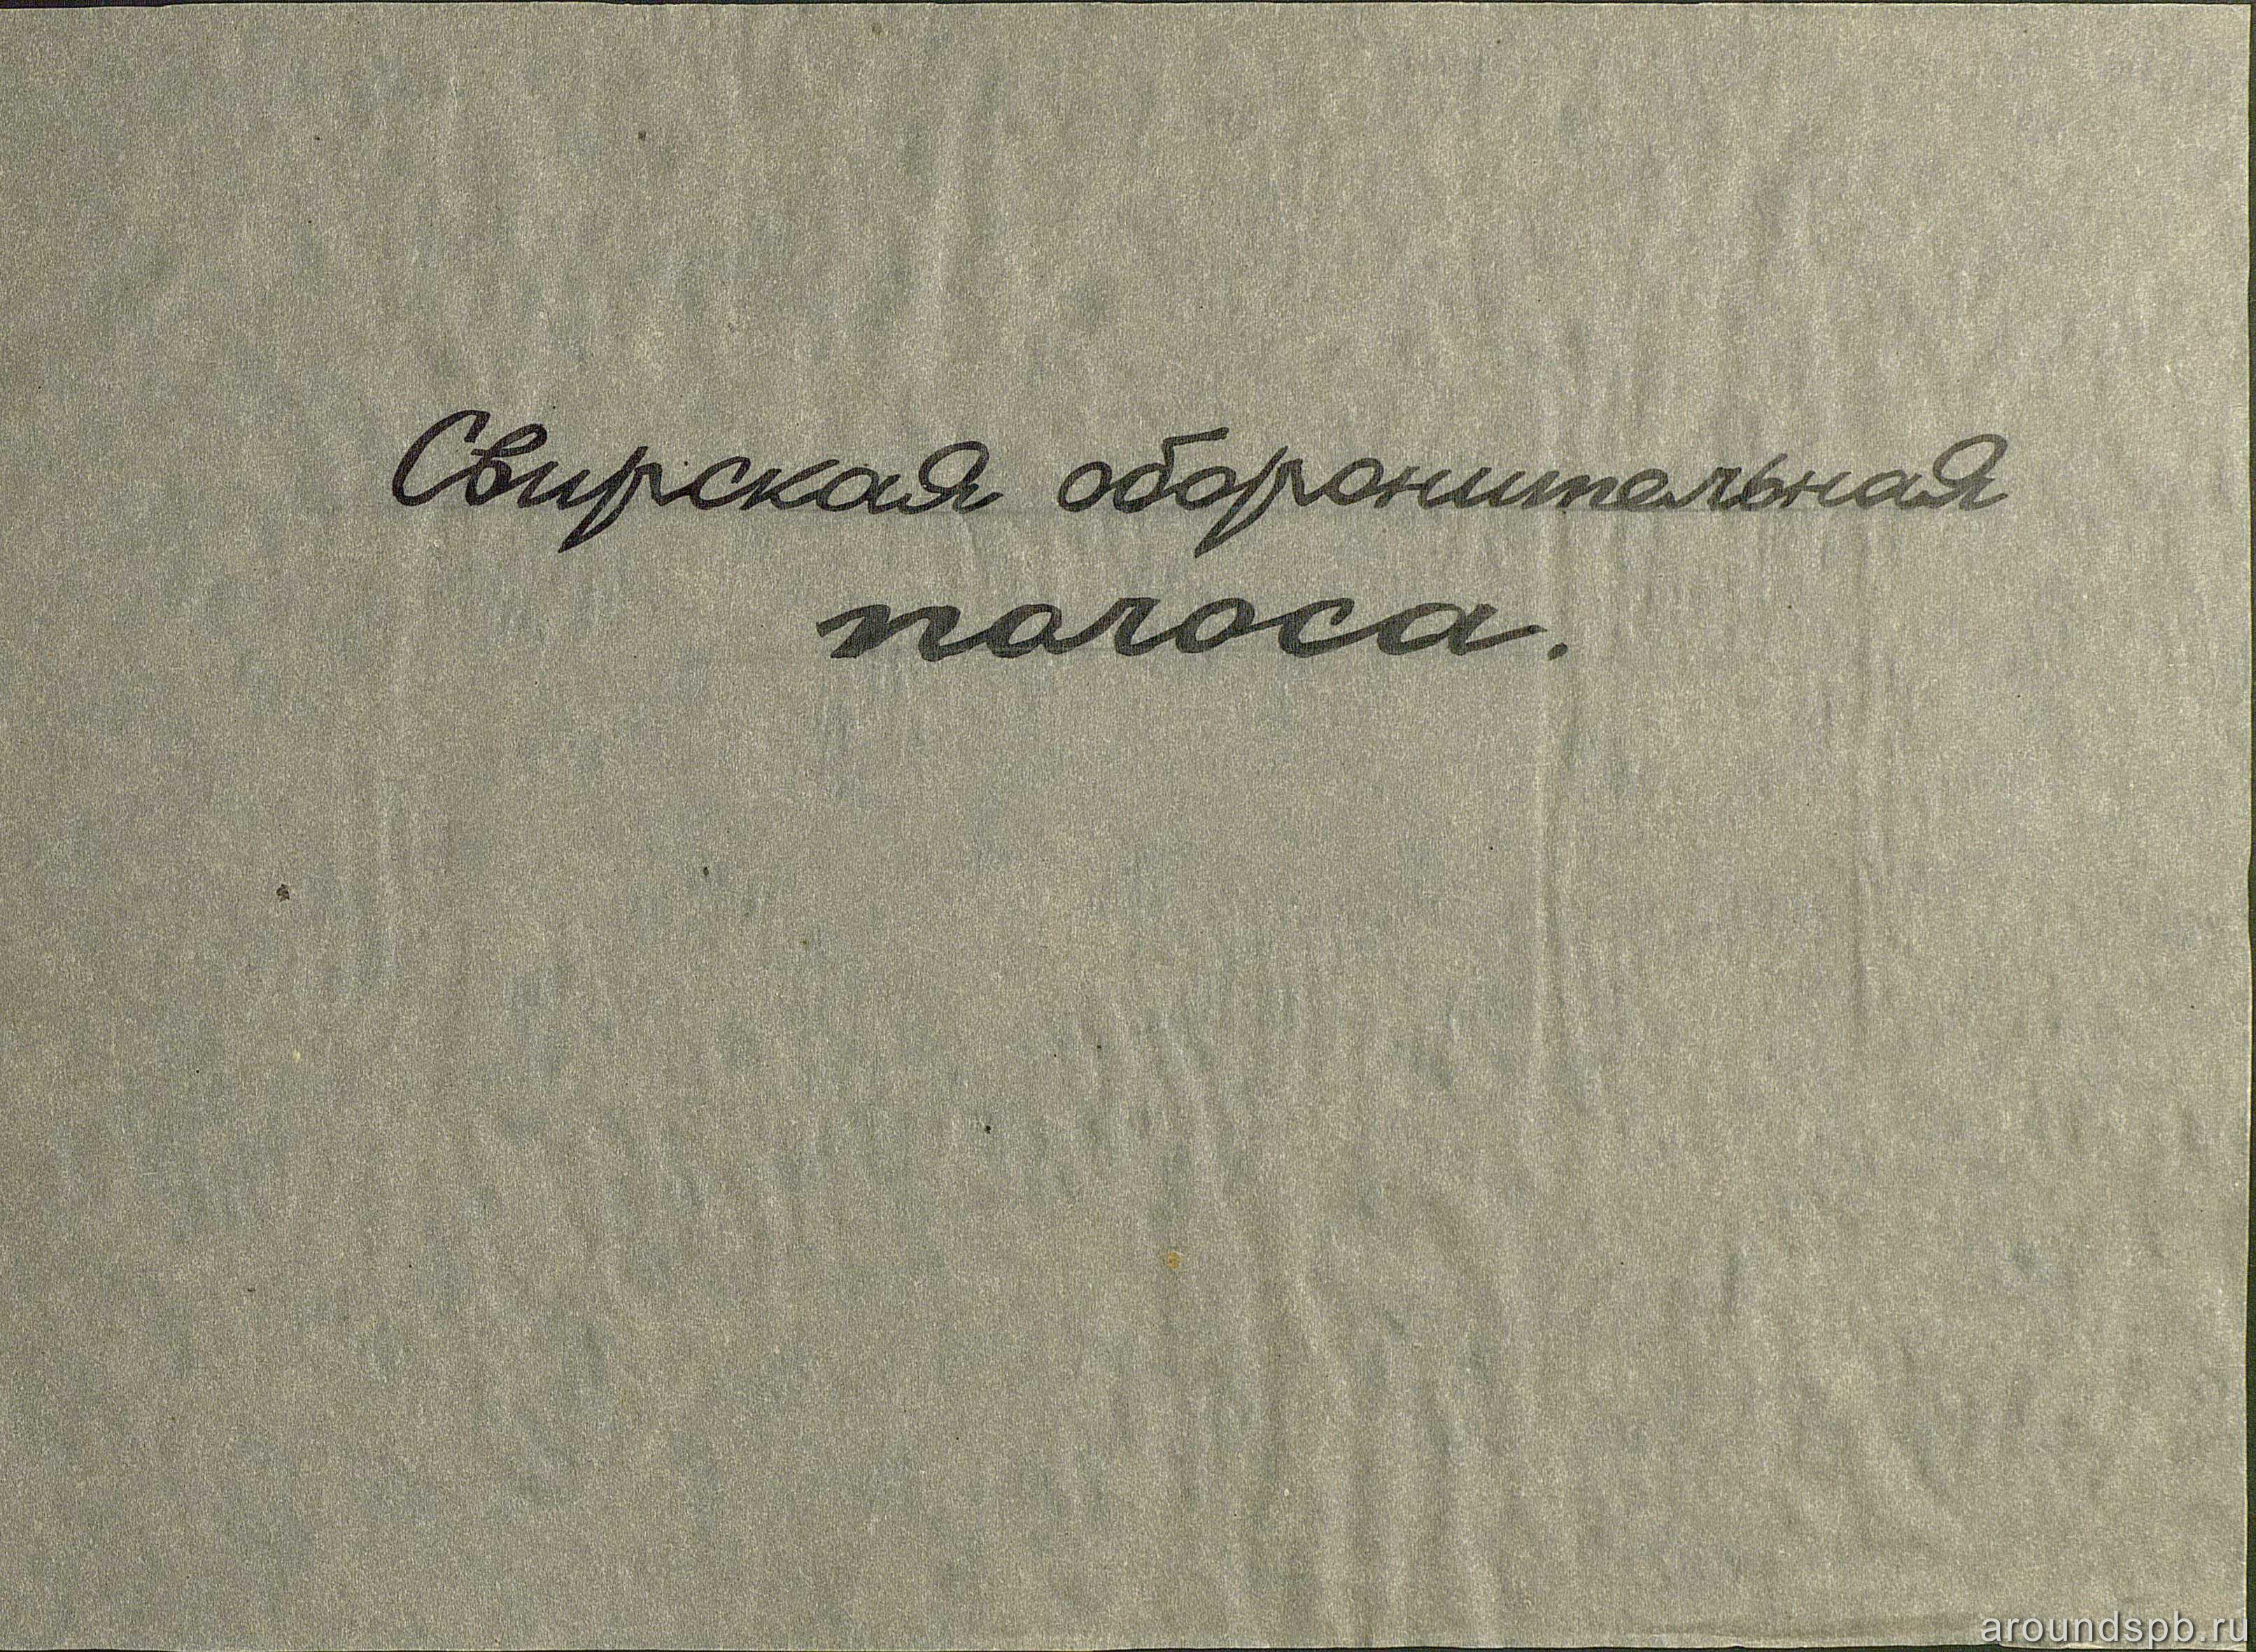 Свирская оборонительная
полоса.
aroundspb.ru